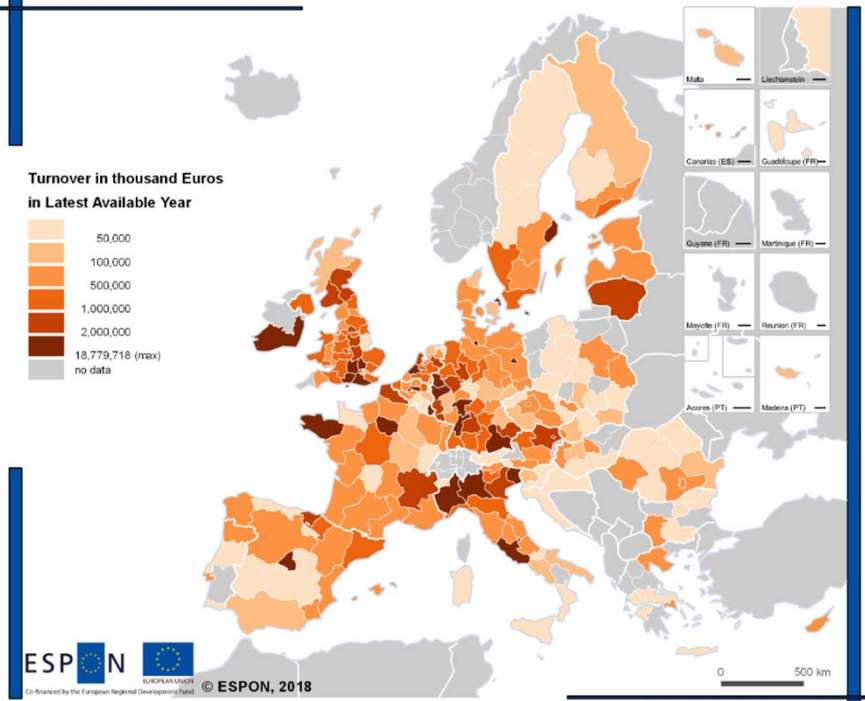 Malta
Liechtenstein
Canarias (ES)
Guadeloupe (FR)
Guyane (FR)
Martinique (FR)
Mayotte (FR)
Reunion (FR)
Acores (PT)
Madeira (PT)
Turnover in thousand Euros
in Latest Available Year
50,000
100,000
500,000
1,000,000
2,000,000
18,779,718 (max)
no data
ESPON
EUROPEAN UNION
Co-financed by the European Regional Development Fund
© ESPON, 2018
0 500 km